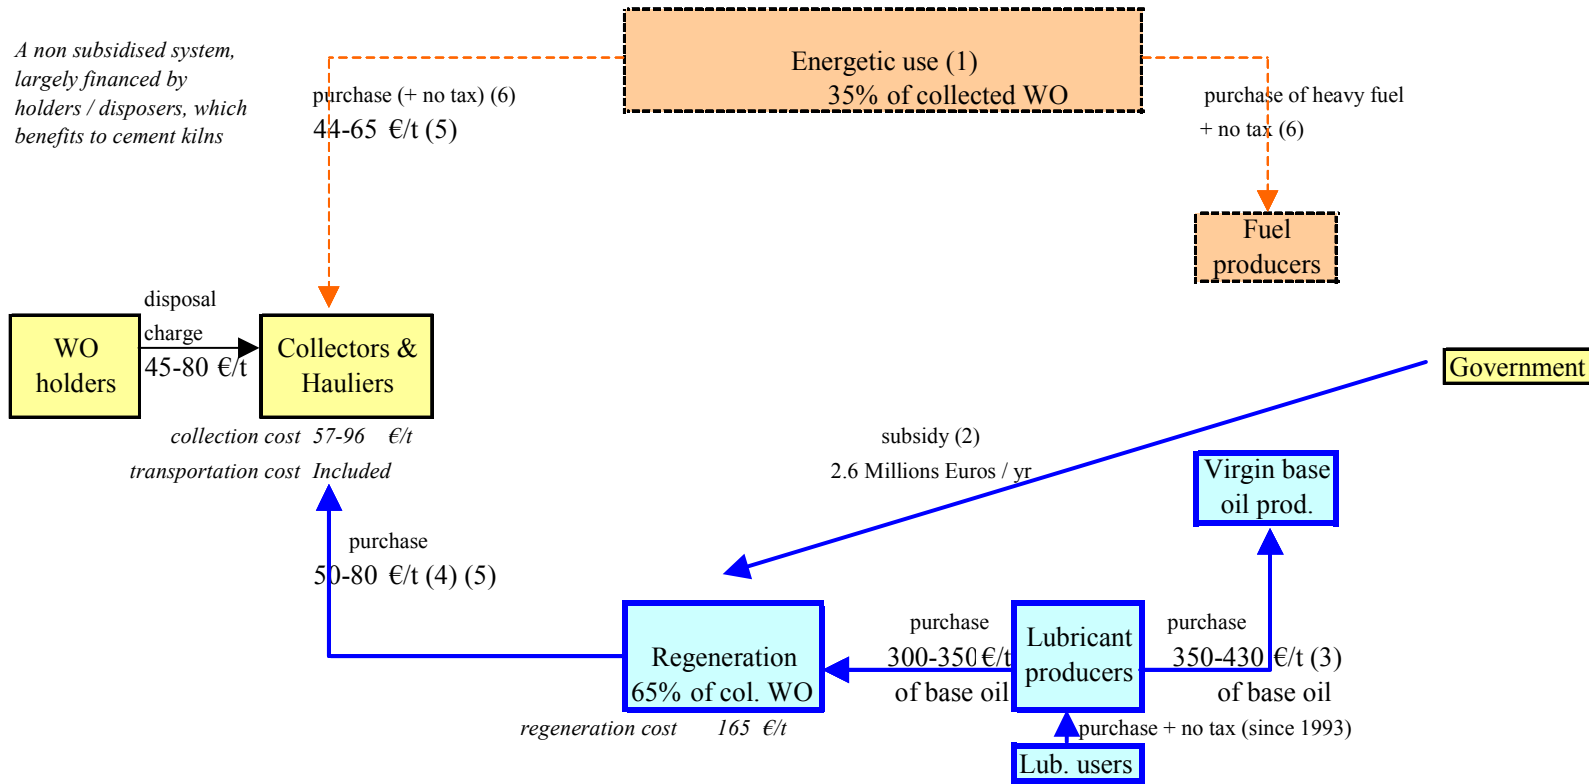 A non subsidised system,
largely financed by
holders / disposers, which
benefits to cement kilns
Energetic use (1)
35% of collected WO
purchase (+ no tax) (6)
44-65 €/t (5)
purchase of heavy fuel
+ no tax (6)
Fuel
producers
disposal
charge
45-80 €/t
WO
holders
Collectors &
Hauliers
collection cost 57-96 €/t
transportation cost Included
Government
subsidy (2)
2.6 Millions Euros / yr
Virgin base
oil prod.
purchase
50-80 €/t (4) (5)
Regeneration
65% of col. WO
regeneration cost 165 €/t
purchase
300-350 €/t
of base oil
Lubricant
producers
purchase
350-430 €/t (3)
of base oil
purchase + no tax (since 1993)
Lub. users